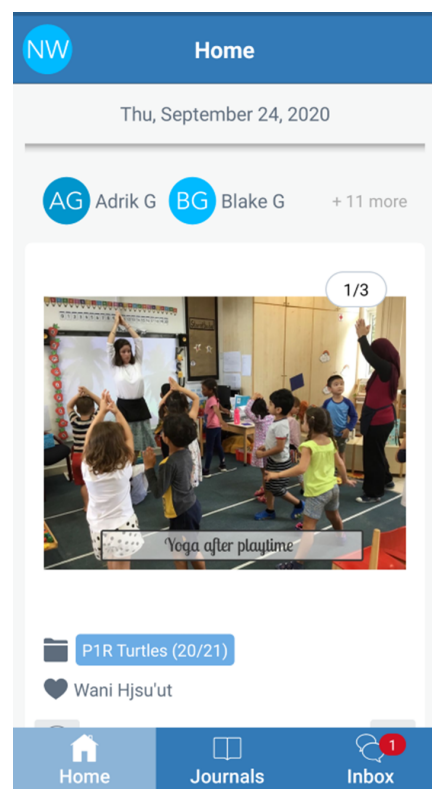 NW
Home
Thu, September 24, 2020
AG Adrik G BG Blake G + 11 more
1/3
Yoga after playtime
P1R Turtles (20/21)
Wani Hjsu'ut
1
Home Journals Inbox